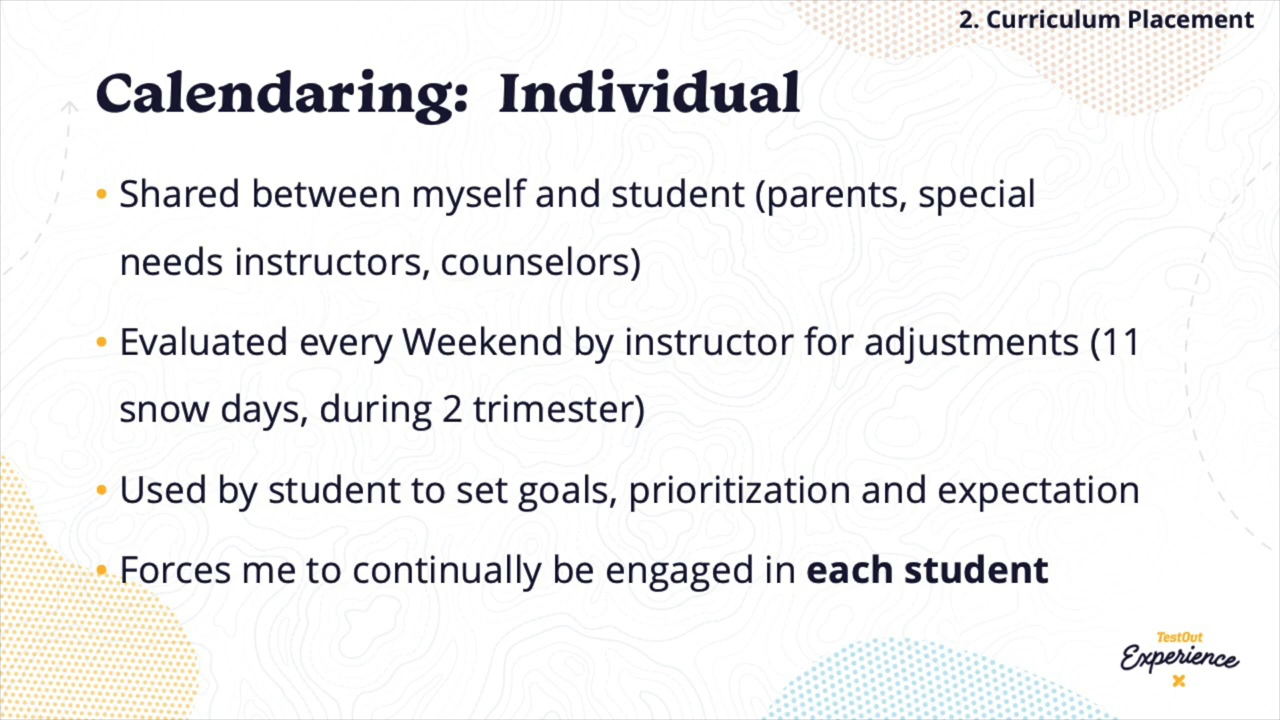 2. Curriculum Placement
Calendaring: Individual
• Shared between myself and student (parents, special
needs instructors, counselors)
• Evaluated every Weekend by instructor for adjustments (11
snow days, during 2 trimester)
• Used by student to set goals, prioritization and expectation
• Forces me to continually be engaged in each student
TestOut
Experience